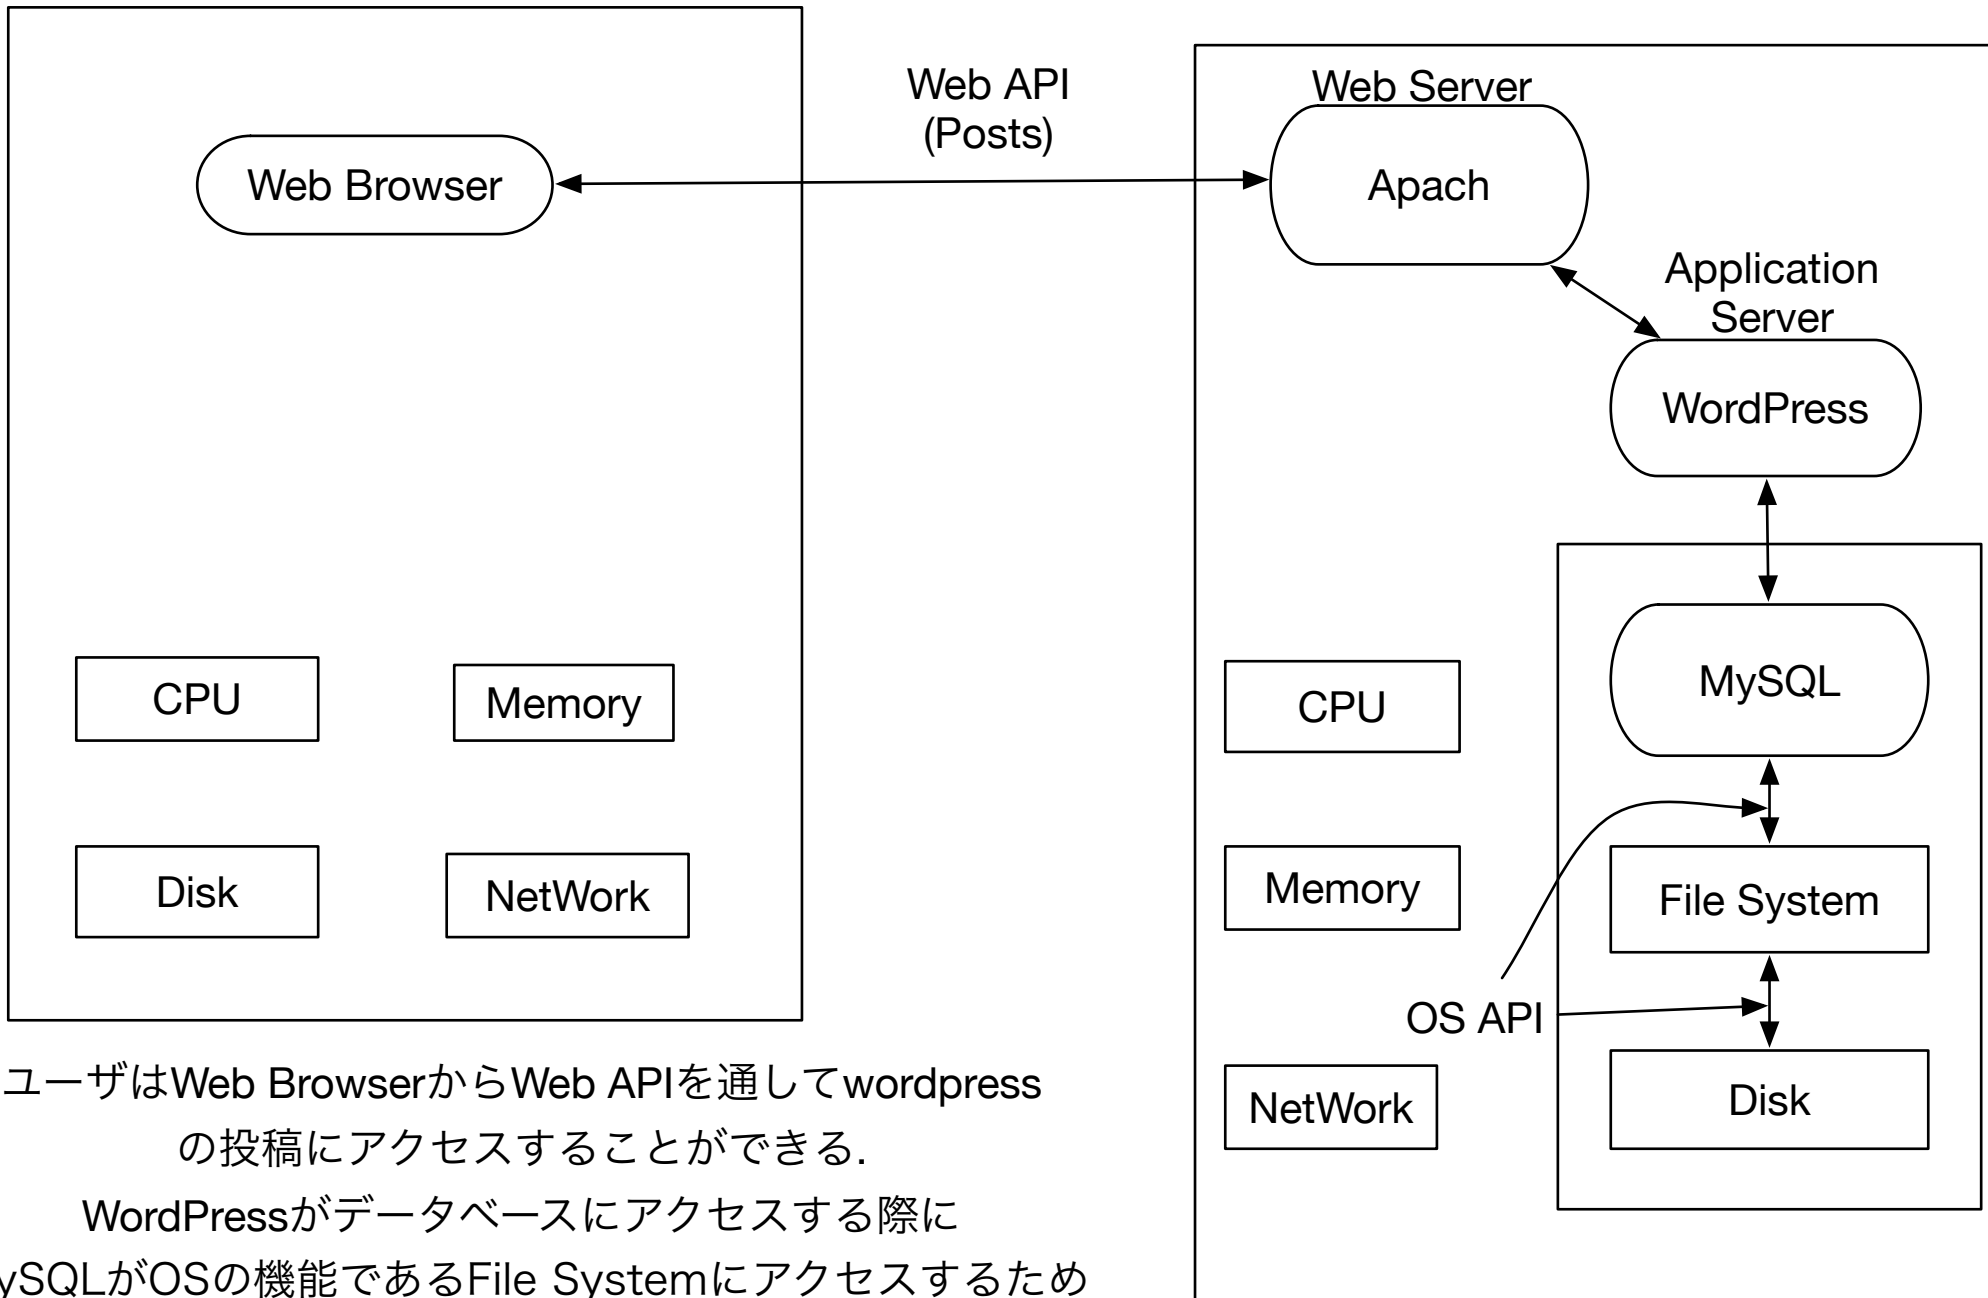 Web API
(Posts)
Web Server
Web Browser
Apach
Application
Server
WordPress
CPU
Memory
Disk
NetWork
CPU
Memory
NetWork
MySQL
File System
OS API
Disk
ユーザはWeb BrowserからWeb APIを通してwordpress
の投稿にアクセスすることができる.
WordPressがデータベースにアクセスする際に
ySQLがOSの機能であるFile Systemにアクセスするため